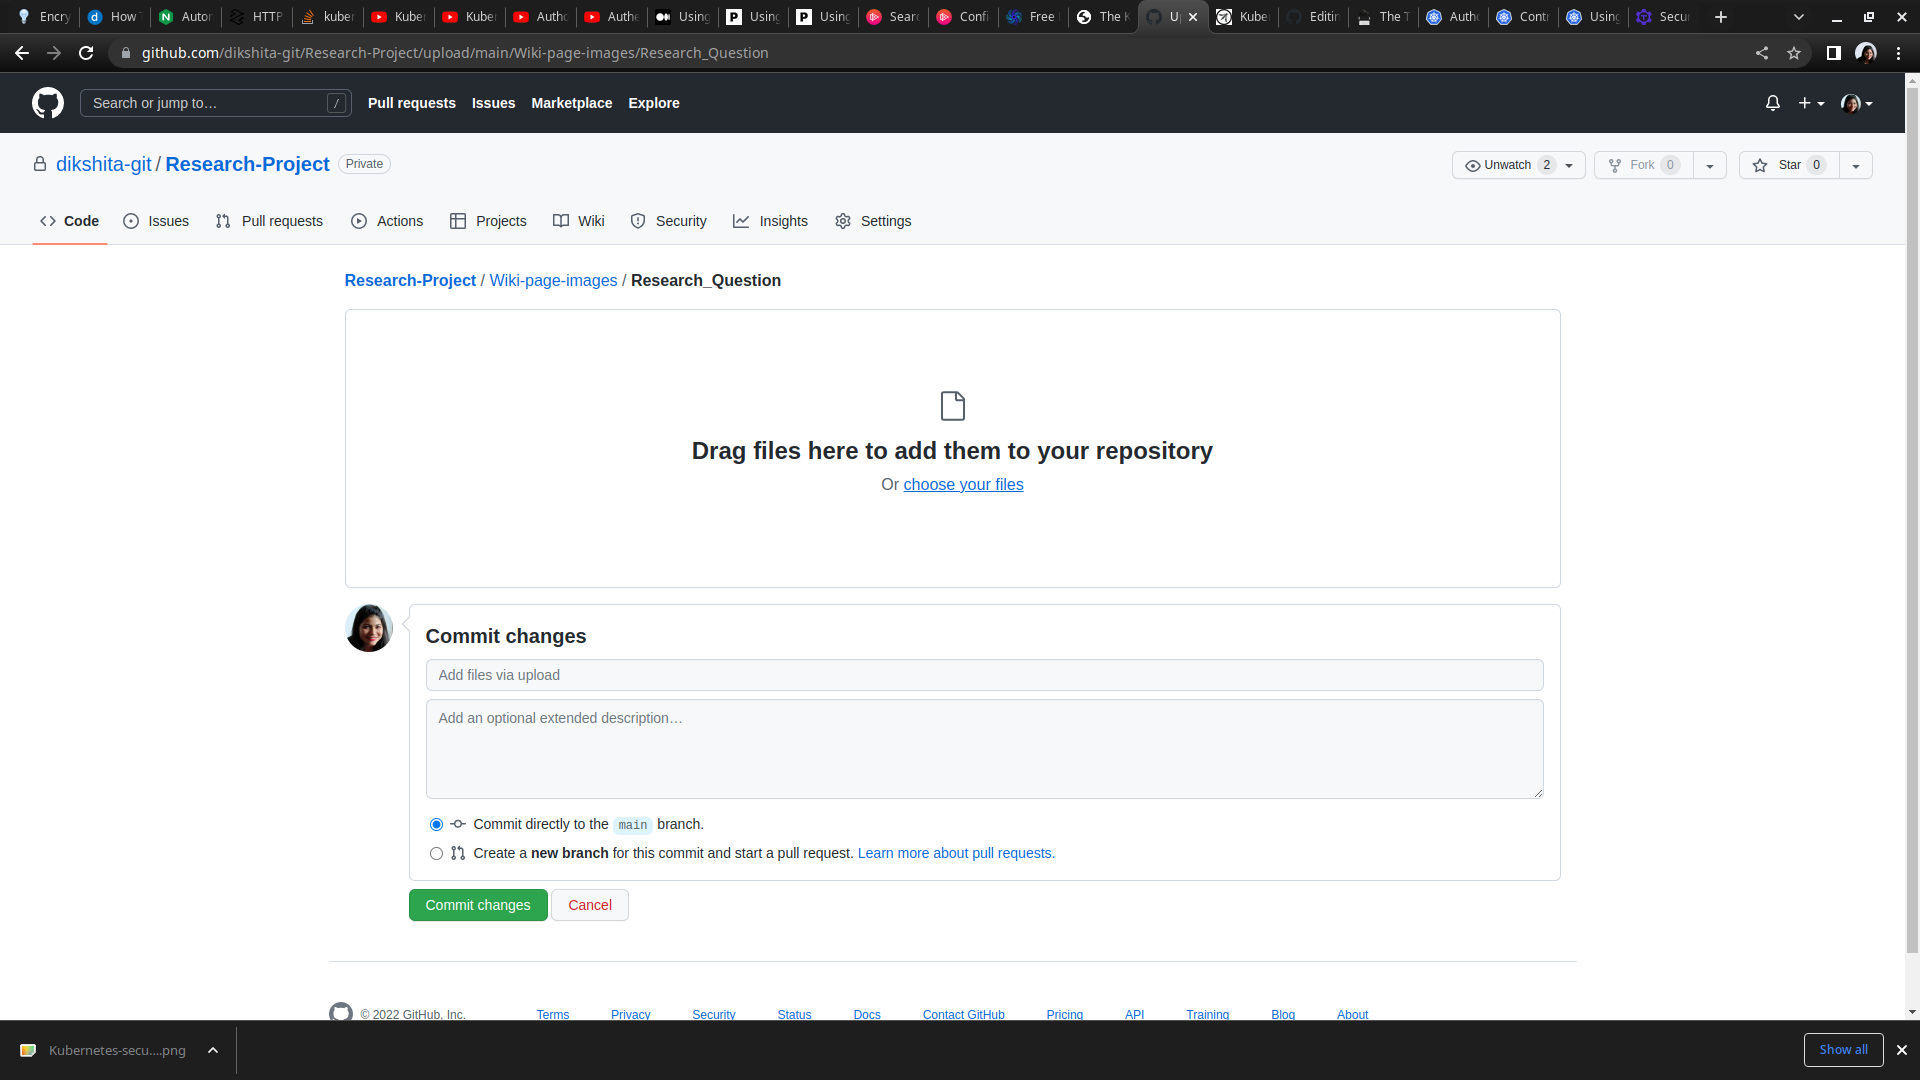 Encry How Autor HTTP kuber Kuber Kuber Autho Authe Using Using Using Sear Confi Free The K Up Kuber Editin The T Autho Contr Using Secur
github.com/dikshita-git/Research-Project/upload/main/Wiki-page-images/Research_Question
Search or jump to… / Pull requests Issues Marketplace Explore
dikshita-git / Research-Project Private Unwatch 2 Fork 0 Star 0
Code Issues Pull requests Actions Projects Wiki Security Insights Settings
Research-Project / Wiki-page-images / Research_Question
Drag files here to add them to your repository
Or choose your files
Commit changes
Add files via upload
Add an optional extended description…
Commit directly to the main branch.
Create a new branch for this commit and start a pull request. Learn more about pull requests.
Commit changes Cancel
© 2022 GitHub, Inc. Terms Privacy Security Status Docs Contact GitHub Pricing API Training Blog About
Kubernetes-secu....png Show all